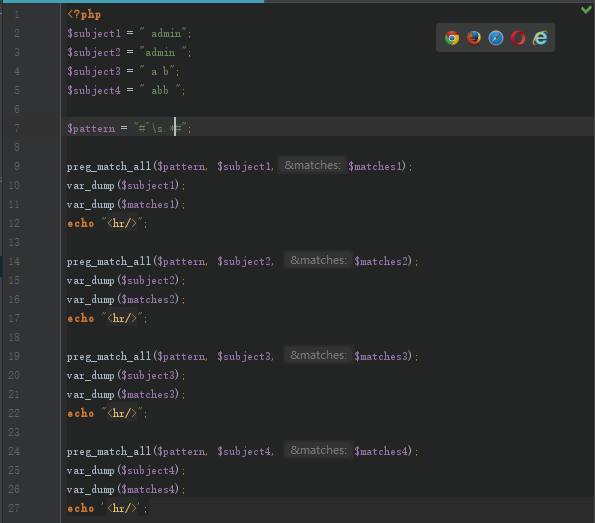 1 <?php
2 $subject1 = " admin";
3 $subject2 = "admin ";
4 $subject3 = " a b";
5 $subject4 = " abb ";
6
7 $pattern = "#^\s.*#";
8
9 preg_match_all($pattern, $subject1, &matches: $matches1);
10 var_dump($subject1);
11 var_dump($matches1);
12 echo "<hr/>";
13
14 preg_match_all($pattern, $subject2, &matches: $matches2);
15 var_dump($subject2);
16 var_dump($matches2);
17 echo "<hr/>";
18
19 preg_match_all($pattern, $subject3, &matches: $matches3);
20 var_dump($subject3);
21 var_dump($matches3);
22 echo "<hr/>";
23
24 preg_match_all($pattern, $subject4, &matches: $matches4);
25 var_dump($subject4);
26 var_dump($matches4);
27 echo '<hr/>';